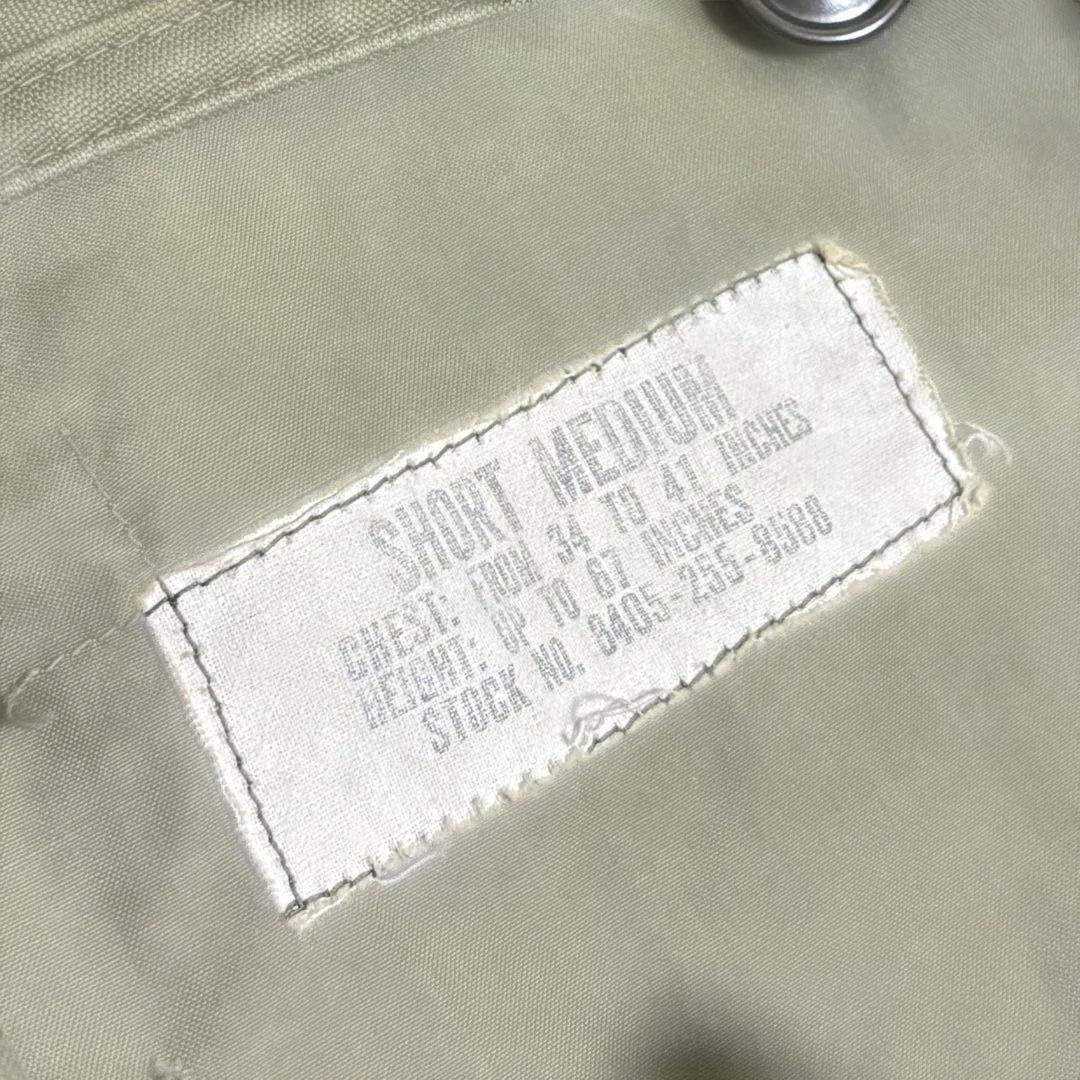 SHORT MEDIUM
CHEST: FROM 34 TO 41 INCHES
HEIGHT: UP TO 67 INCHES
STOCK NO. 8405-255-8580